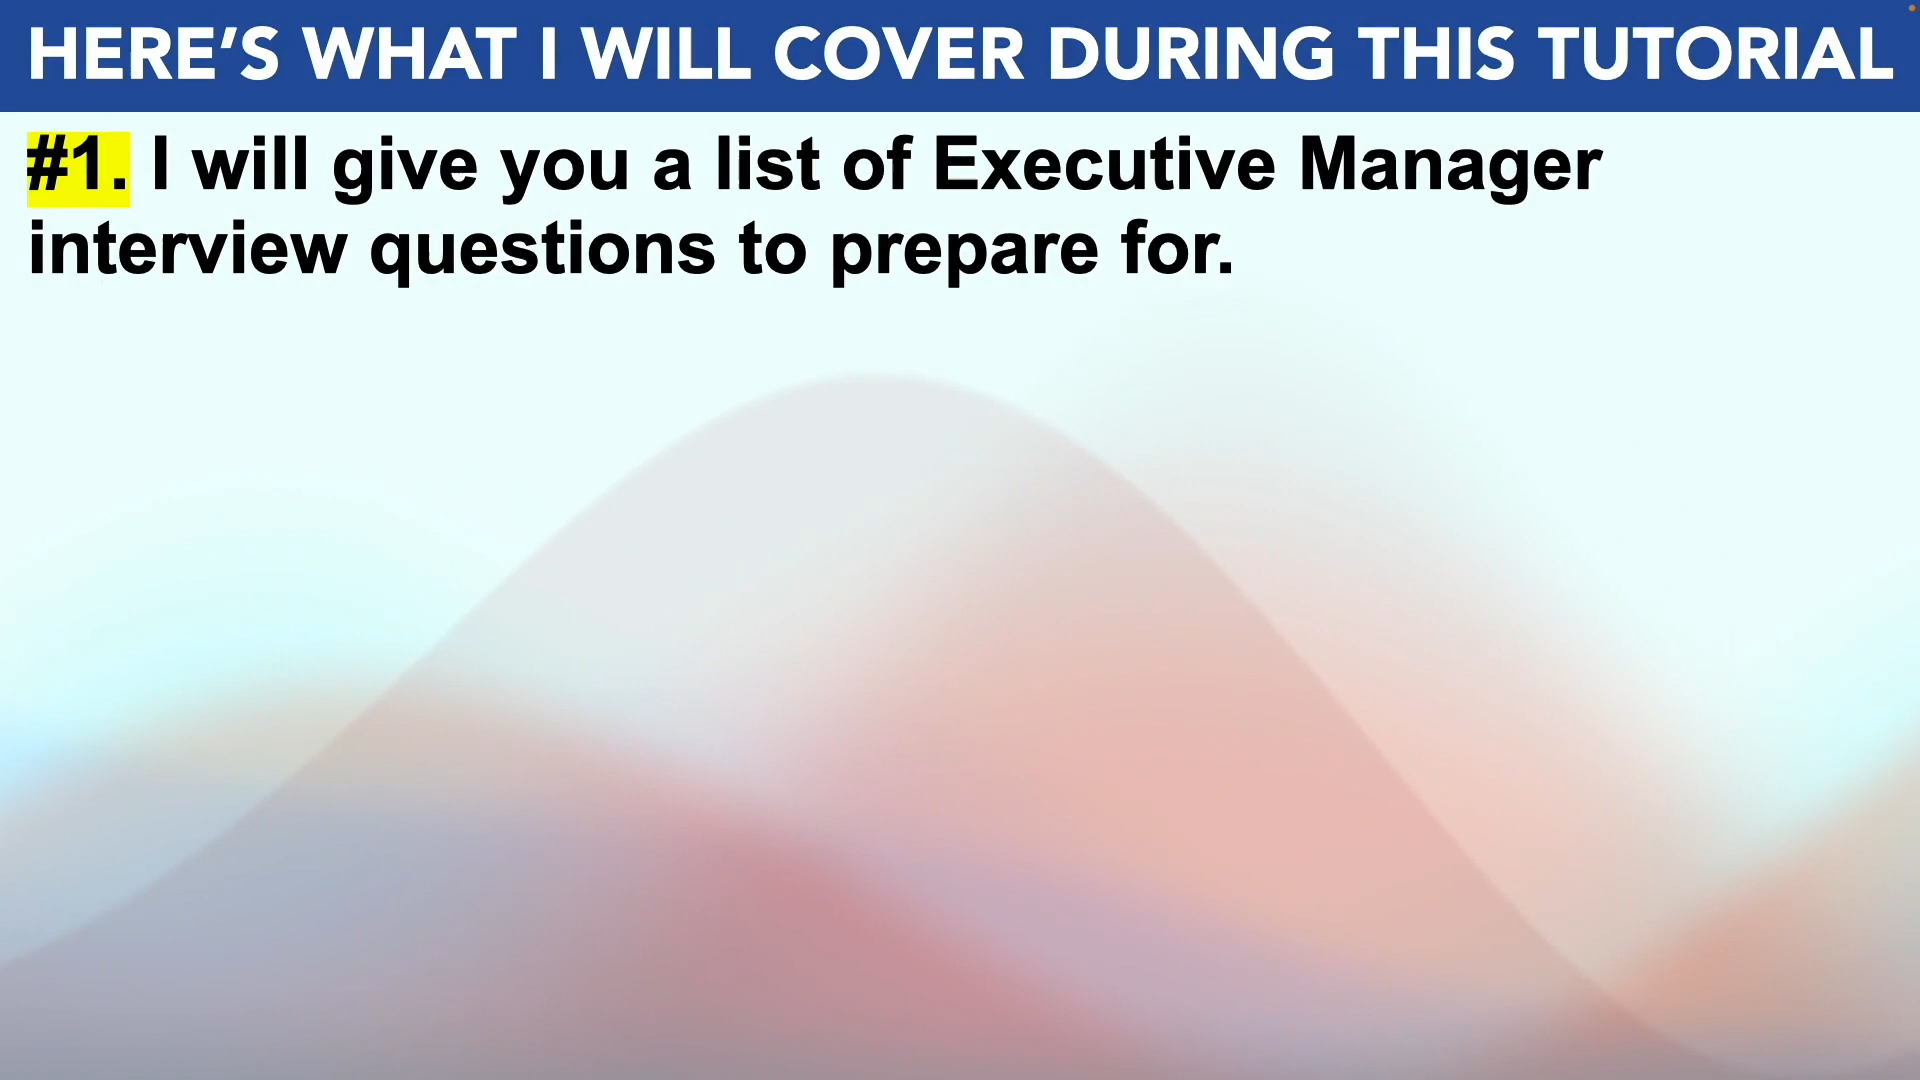 HERE’S WHAT I WILL COVER DURING THIS TUTORIAL
#1. I will give you a list of Executive Manager
interview questions to prepare for.